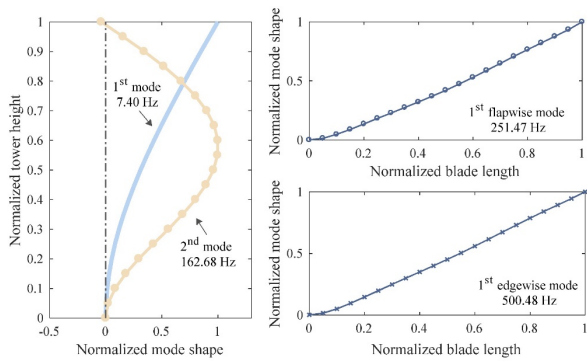 Normalized tower height
1
0.9
0.8
0.7
0.6
0.5
0.4
0.3
0.2
0.1
0
1st mode
7.40 Hz
2nd mode
162.68 Hz
-0.5
0
0.5
1
Normalized mode shape
Normalized mode shape
1
0.5
0
1st flapwise mode
251.47 Hz
0
0.2
0.4
0.6
0.8
1
Normalized blade length
Normalized mode shape
1
0.5
0
1st edgewise mode
500.48 Hz
0
0.2
0.4
0.6
0.8
1
Normalized blade length